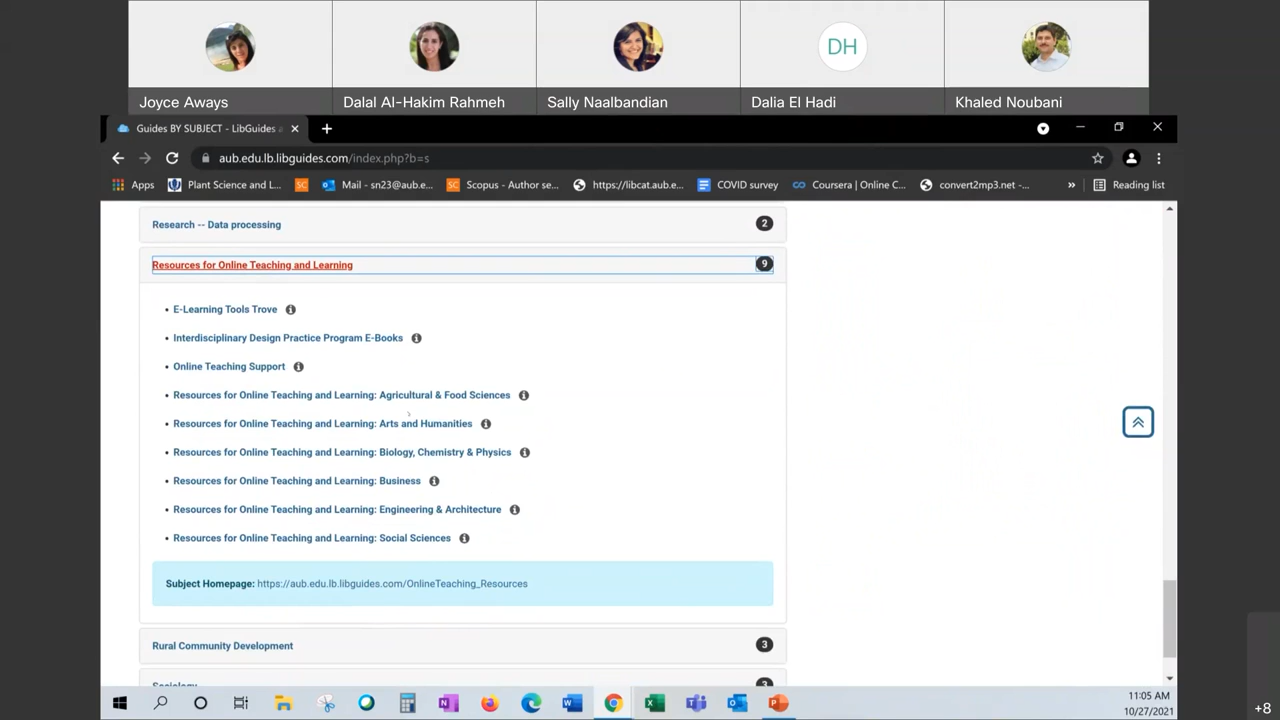 Joyce Aways
Dalal Al-Hakim Rahmeh
Sally Naalbandian
DH
Dalia El Hadi
Khaled Noubani
Guides BY SUBJECT - LibGuides a
aub.edu.lb.libguides.com/index.php?b=s
Apps
Plant Science and L...
SC
Mail - sn23@aub.e...
SC
Scopus - Author se...
https://libcat.aub.e...
COVID survey
Coursera | Online C...
convert2mp3.net -...
»
Reading list
Research -- Data processing
2
Resources for Online Teaching and Learning
9
E-Learning Tools Trove
Interdisciplinary Design Practice Program E-Books
Online Teaching Support
Resources for Online Teaching and Learning: Agricultural & Food Sciences
Resources for Online Teaching and Learning: Arts and Humanities
Resources for Online Teaching and Learning: Biology, Chemistry & Physics
Resources for Online Teaching and Learning: Business
Resources for Online Teaching and Learning: Engineering & Architecture
Resources for Online Teaching and Learning: Social Sciences
Subject Homepage: https://aub.edu.lb.libguides.com/OnlineTeaching_Resources
Rural Community Development
3
Sociology
3
11:05 AM
10/27/2021
+8